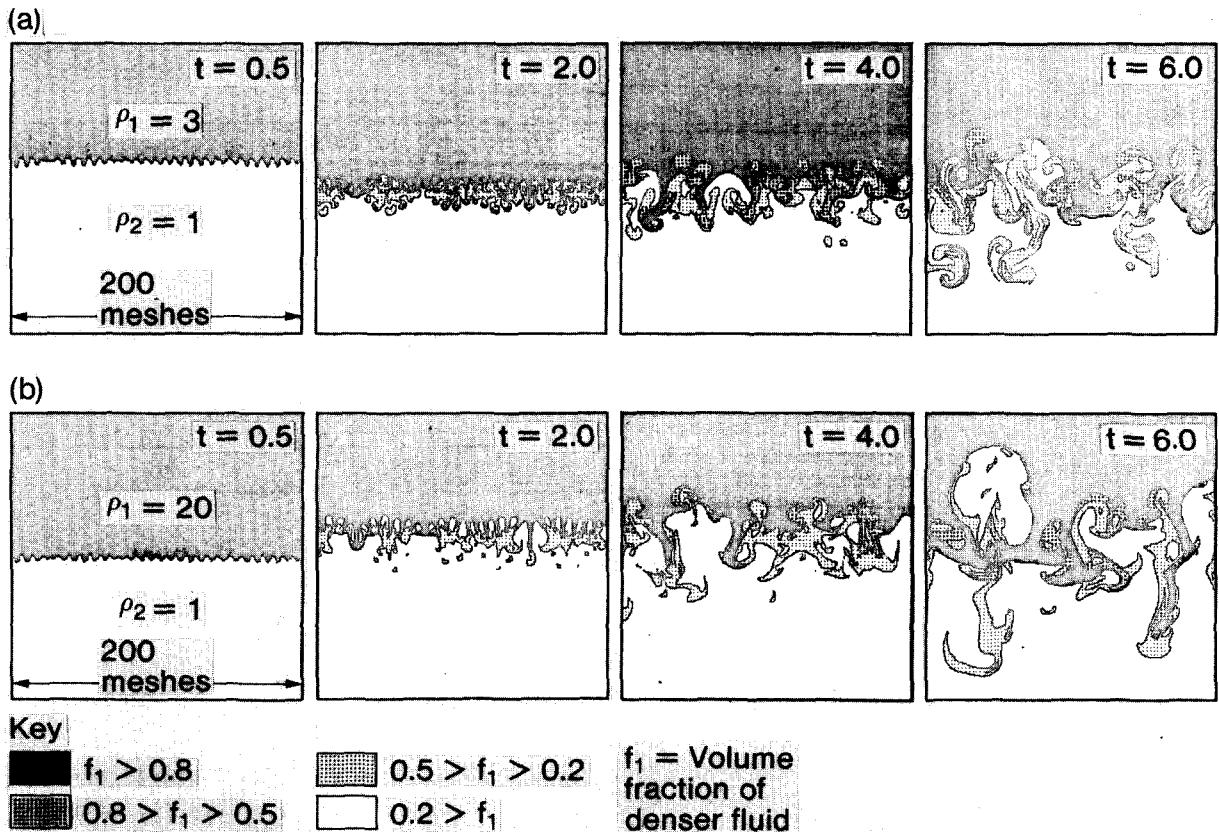 (a)
t = 0.5
t = 2.0
t = 4.0
t = 6.0
ρ₁ = 3
ρ₂ = 1
200
meshes
(b)
t = 0.5
t = 2.0
t = 4.0
t = 6.0
ρ₁ = 20
ρ₂ = 1
200
meshes
Key
f₁ > 0.8
0.8 > f₁ > 0.5
0.5 > f₁ > 0.2
0.2 > f₁
f₁ = Volume
fraction of
denser fluid